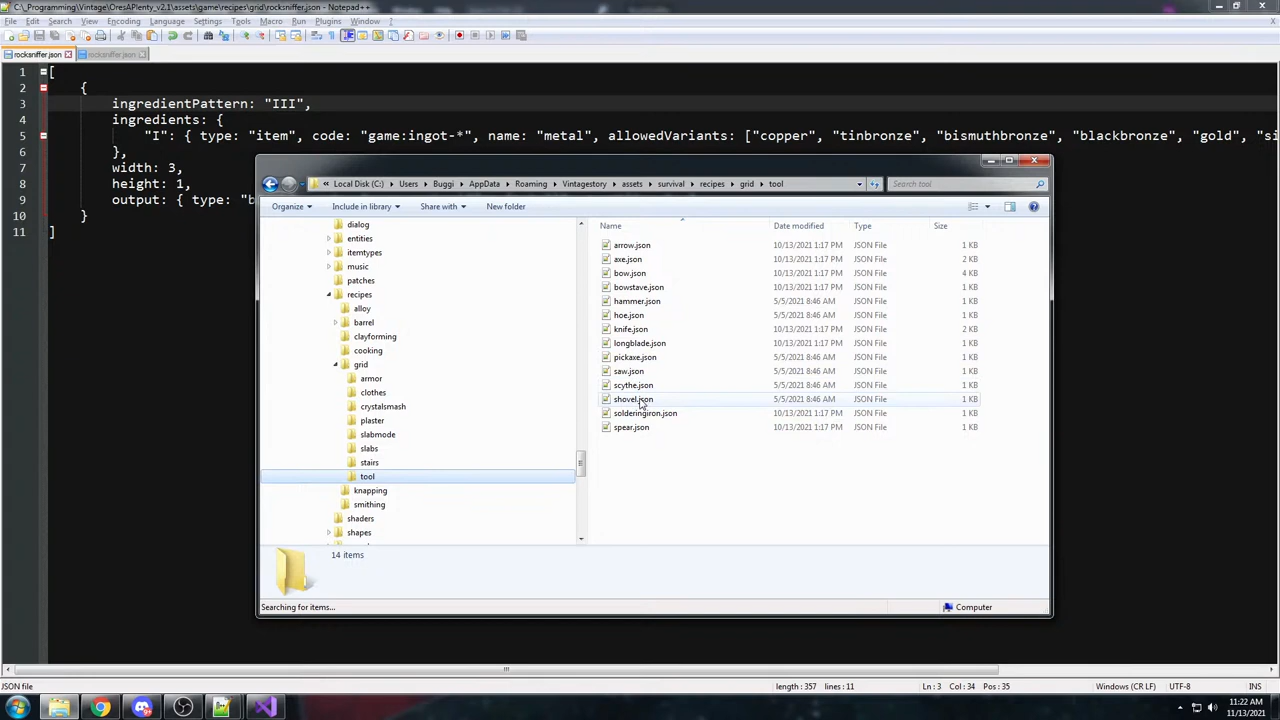 C:\_Programming\Vintage\OresAPlenty_v2.1\assets\game\recipes\grid\rocksniffer.json - Notepad++
File Edit Search View Encoding Language Settings Tools Macro Run Plugins Window ?
rocksniffer.json rocksniffer.json
1 [
2 {
3 ingredientPattern: "III",
4 ingredients: {
5 "I": { type: "item", code: "game:ingot-*", name: "metal", allowedVariants: ["copper", "tinbronze", "bismuthbronze", "blackbronze", "gold", "si
6 },
7 width: 3,
8 height: 1,
9 output: { type: "b
10 }
11 ]
« Local Disk (C:) Users Buggi AppData Roaming Vintagestory assets survival recipes grid tool
Search tool
Organize Include in library Share with New folder
dialog
entities
itemtypes
music
patches
recipes
alloy
barrel
clayforming
cooking
grid
armor
clothes
crystalsmash
plaster
slabmode
slabs
stairs
tool
knapping
smithing
shaders
shapes
Name Date modified Type Size
arrow.json 10/13/2021 1:17 PM JSON File 1 KB
axe.json 10/13/2021 1:17 PM JSON File 2 KB
bow.json 10/13/2021 1:17 PM JSON File 4 KB
bowstave.json 10/13/2021 1:17 PM JSON File 1 KB
hammer.json 5/5/2021 8:46 AM JSON File 1 KB
hoe.json 5/5/2021 8:46 AM JSON File 1 KB
knife.json 10/13/2021 1:17 PM JSON File 2 KB
longblade.json 10/13/2021 1:17 PM JSON File 1 KB
pickaxe.json 5/5/2021 8:46 AM JSON File 1 KB
saw.json 5/5/2021 8:46 AM JSON File 1 KB
scythe.json 5/5/2021 8:46 AM JSON File 1 KB
shovel.json 5/5/2021 8:46 AM JSON File 1 KB
solderingiron.json 10/13/2021 1:17 PM JSON File 1 KB
spear.json 10/13/2021 1:17 PM JSON File 1 KB
14 items
Searching for items... Computer
JSON file length: 357 lines: 11 Ln: 3 Col: 34 Pos: 35 Windows (CR LF) UTF-8 INS
11:22 AM
11/13/2021